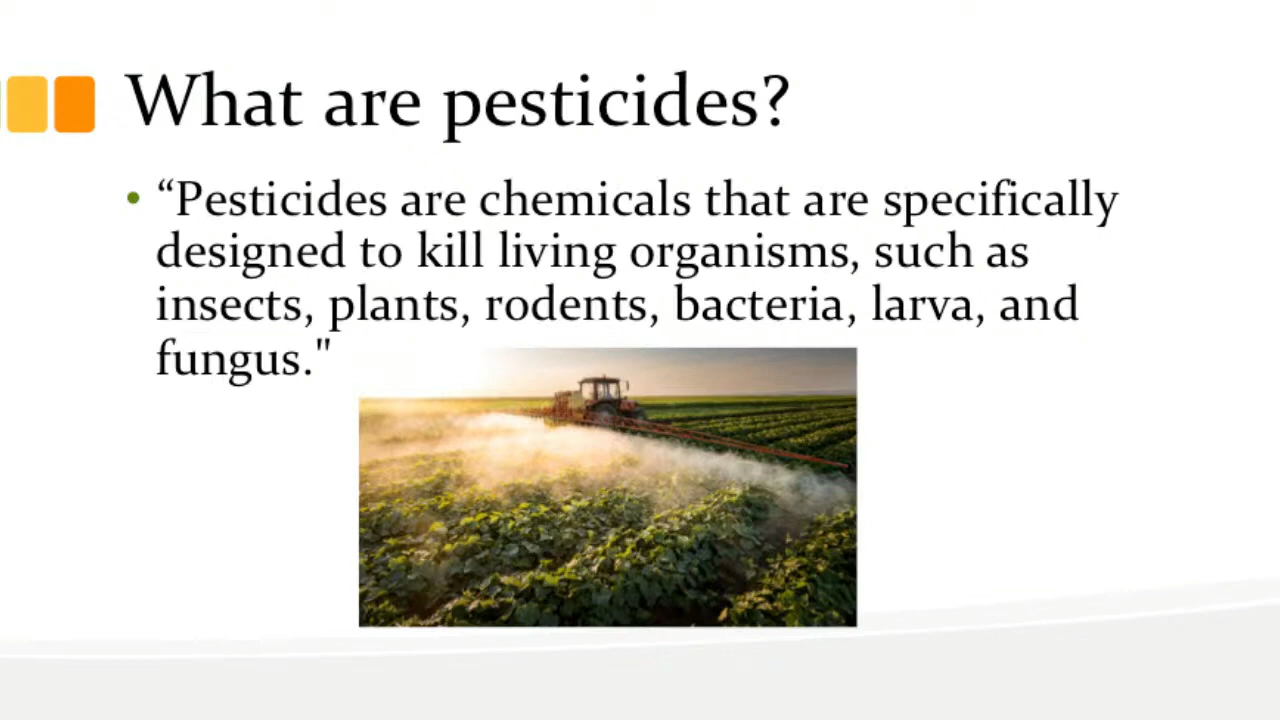 What are pesticides?
• “Pesticides are chemicals that are specifically
designed to kill living organisms, such as
insects, plants, rodents, bacteria, larva, and
fungus."